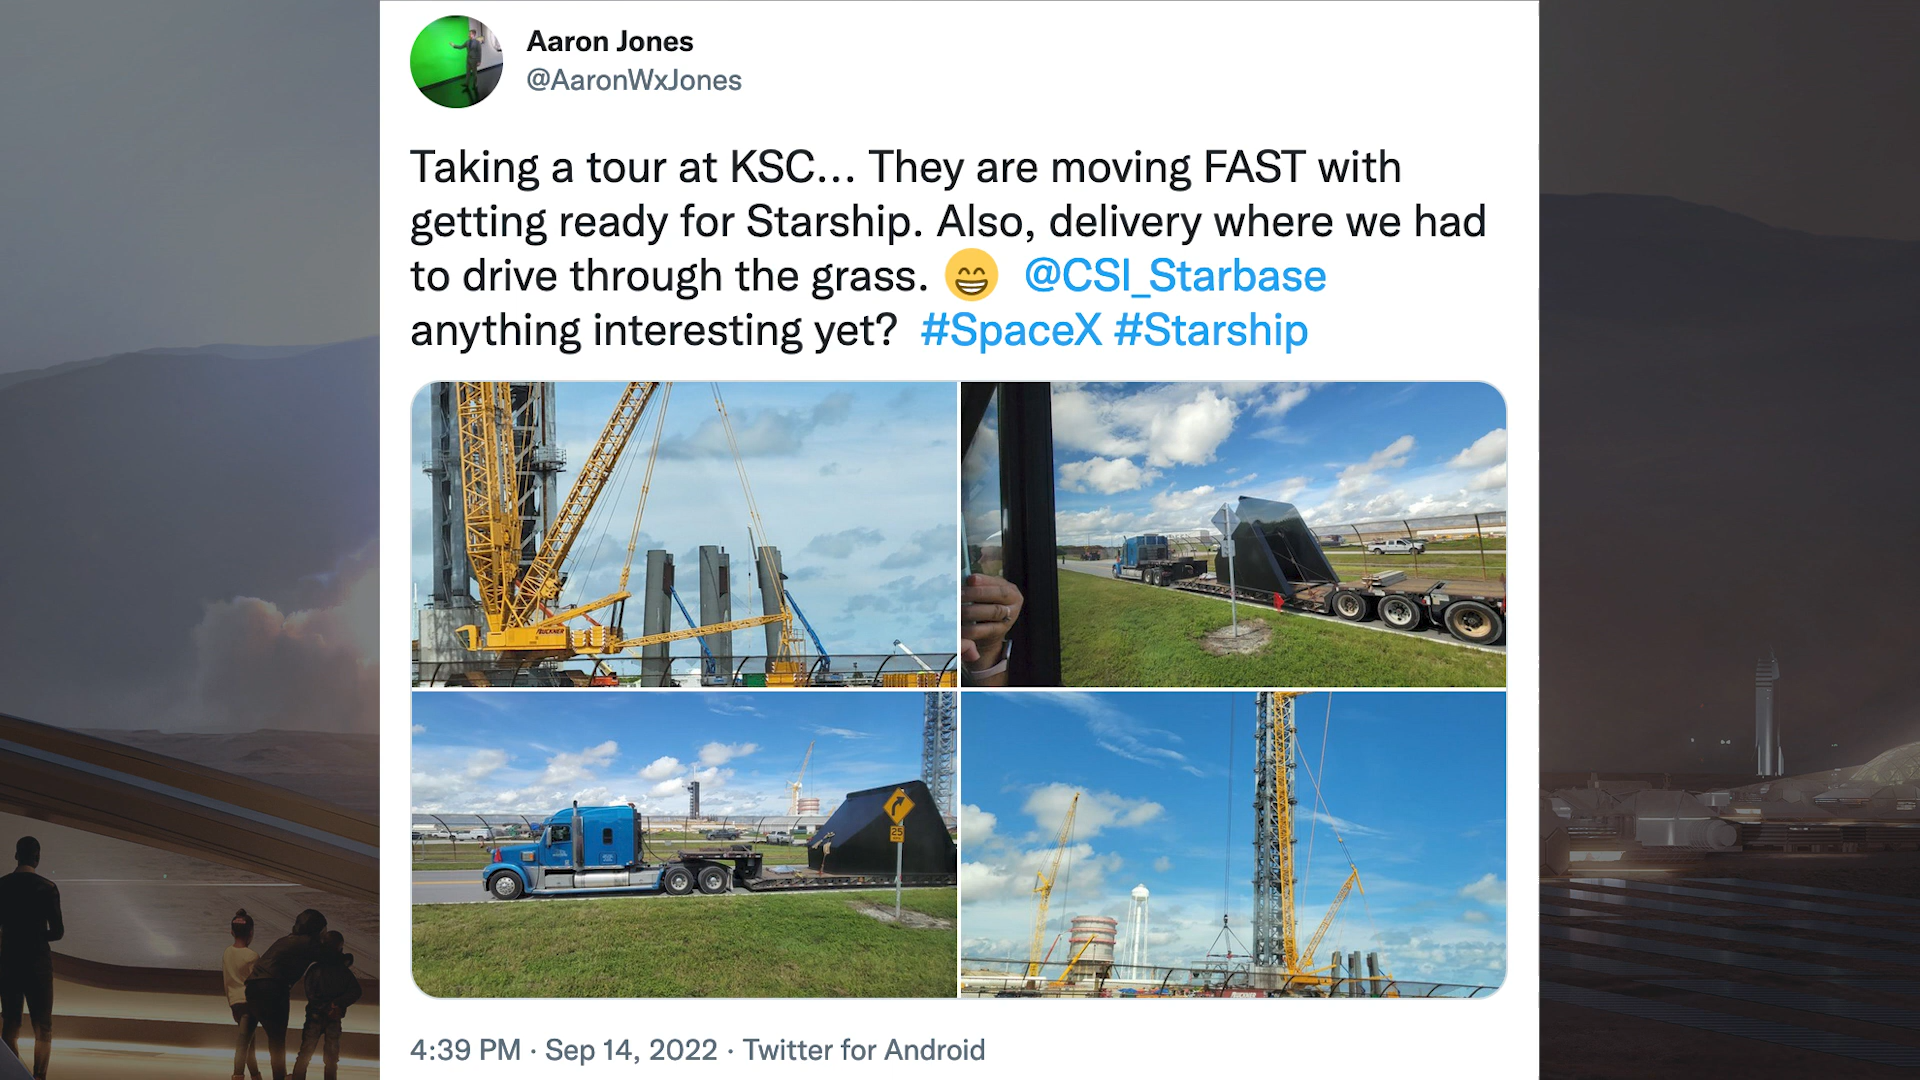 Aaron Jones
@AaronWxJones
Taking a tour at KSC... They are moving FAST with
getting ready for Starship. Also, delivery where we had
to drive through the grass. 😁 @CSI_Starbase
anything interesting yet? #SpaceX #Starship
BUCKNER
25
4:39 PM · Sep 14, 2022 · Twitter for Android